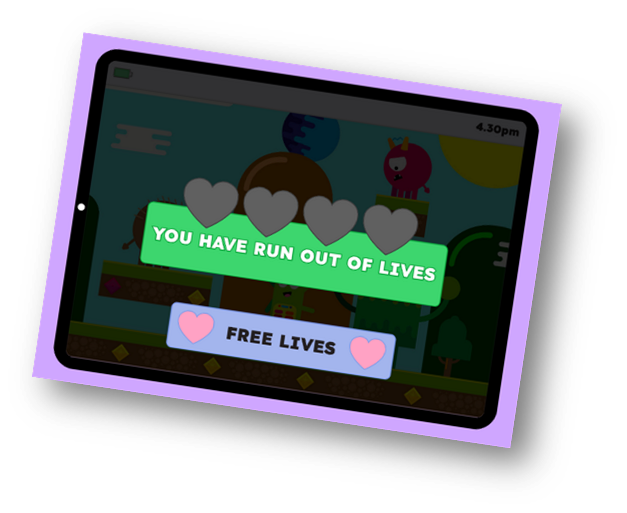 4.30pm
YOU HAVE RUN OUT OF LIVES
FREE LIVES